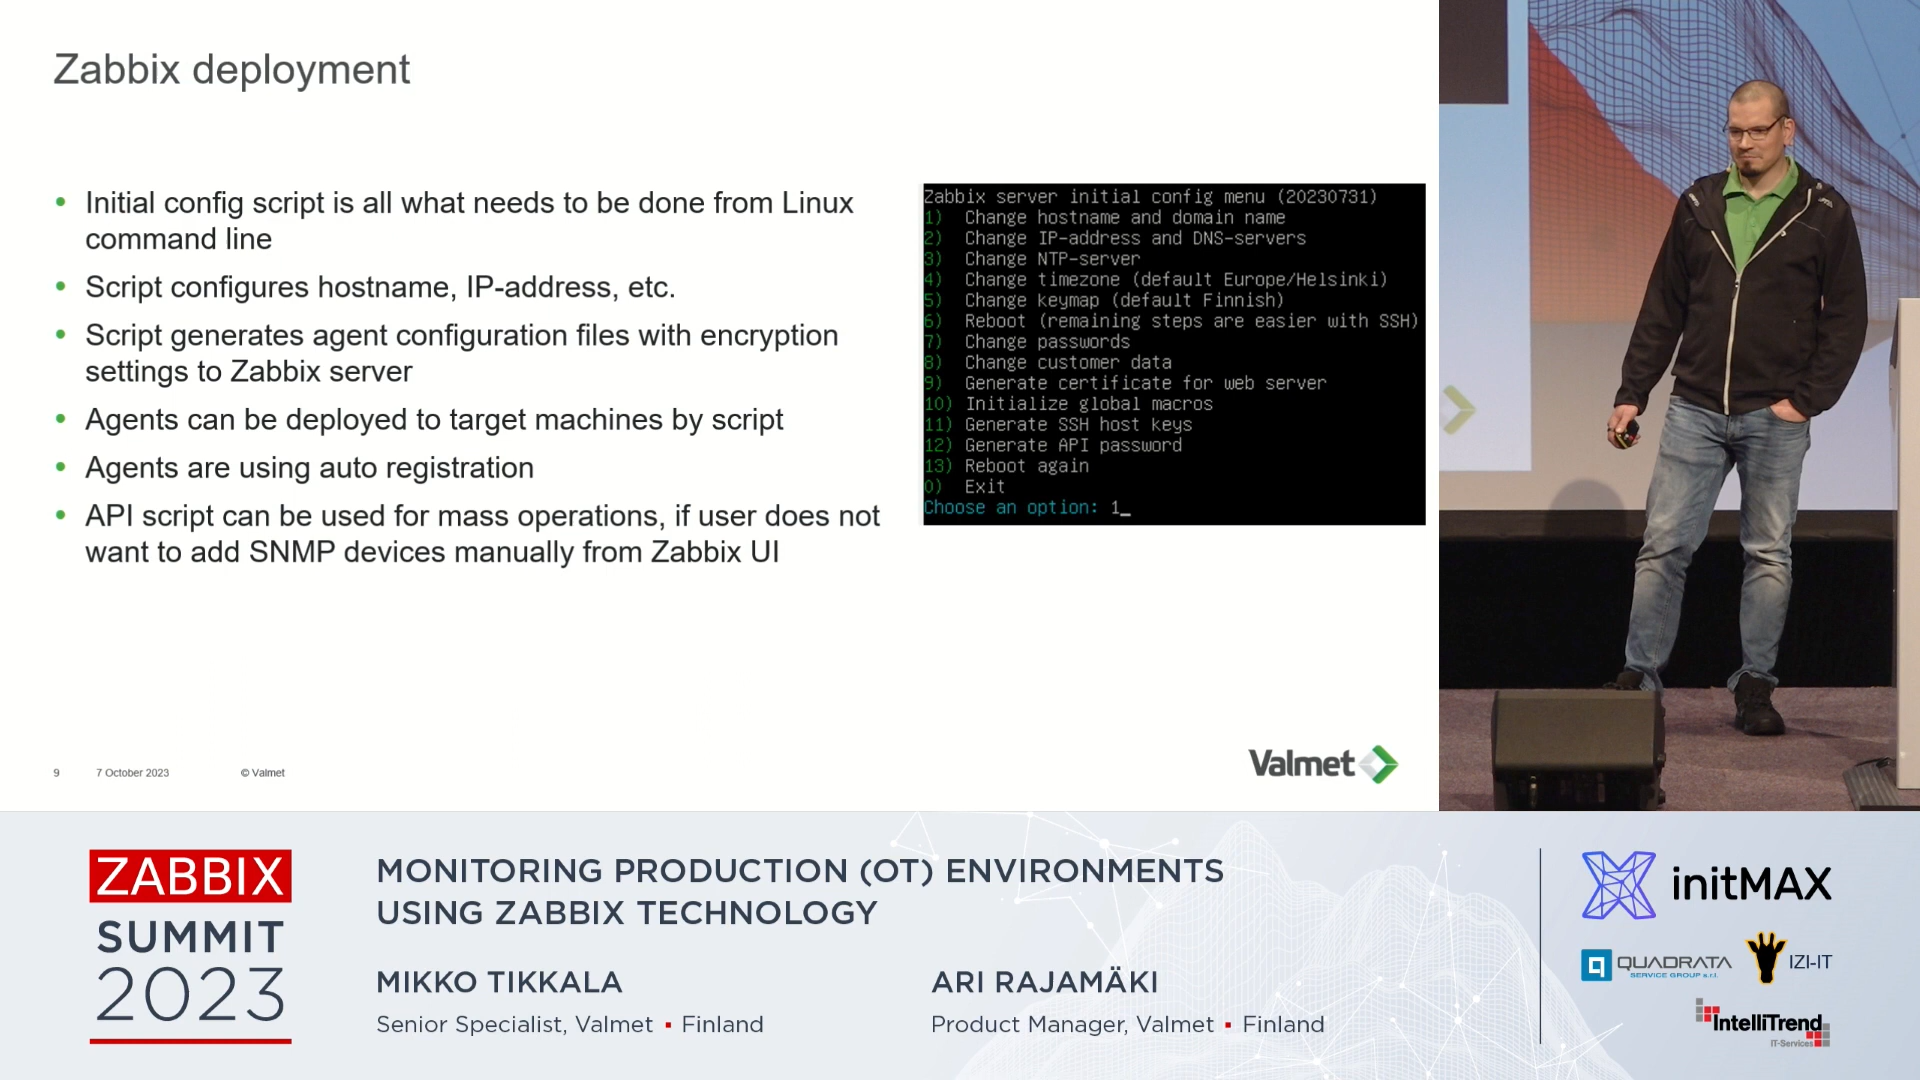 Zabbix deployment
• Initial config script is all what needs to be done from Linux
command line
• Script configures hostname, IP-address, etc.
• Script generates agent configuration files with encryption
settings to Zabbix server
• Agents can be deployed to target machines by script
• Agents are using auto registration
• API script can be used for mass operations, if user does not
want to add SNMP devices manually from Zabbix UI
Zabbix server initial config menu (20230731)
1) Change hostname and domain name
2) Change IP-address and DNS-servers
3) Change NTP-server
4) Change timezone (default Europe/Helsinki)
5) Change keymap (default Finnish)
6) Reboot (remaining steps are easier with SSH)
7) Change passwords
8) Change customer data
9) Generate certificate for web server
10) Initialize global macros
11) Generate SSH host keys
12) Generate API password
13) Reboot again
0) Exit
Choose an option: 1_
9 7 October 2023 © Valmet
Valmet
ZABBIX
SUMMIT
2023
MONITORING PRODUCTION (OT) ENVIRONMENTS
USING ZABBIX TECHNOLOGY
MIKKO TIKKALA
Senior Specialist, Valmet ▪ Finland
ARI RAJAMÄKI
Product Manager, Valmet ▪ Finland
initMAX
QUADRATA
SERVICE GROUP s.r.l.
IZI-IT
IntelliTrend
IT-Services